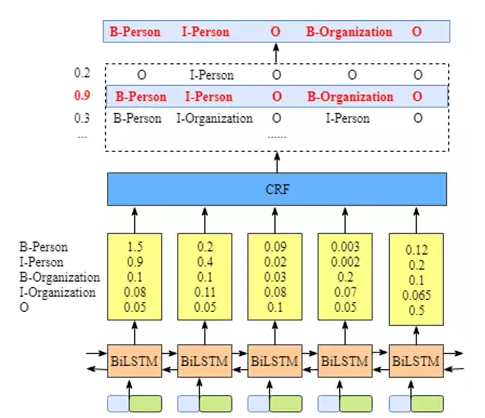 B-Person I-Person O B-Organization O
0.2 O I-Person O O O
0.9 B-Person I-Person O B-Organization O
0.3 B-Person I-Organization O I-Person O
... ......
CRF
B-Person 1.5 0.2 0.09 0.003 0.12
I-Person 0.9 0.4 0.02 0.002 0.2
B-Organization 0.1 0.1 0.03 0.2 0.1
I-Organization 0.08 0.11 0.08 0.07 0.065
O 0.05 0.05 0.1 0.05 0.5
BiLSTM BiLSTM BiLSTM BiLSTM BiLSTM